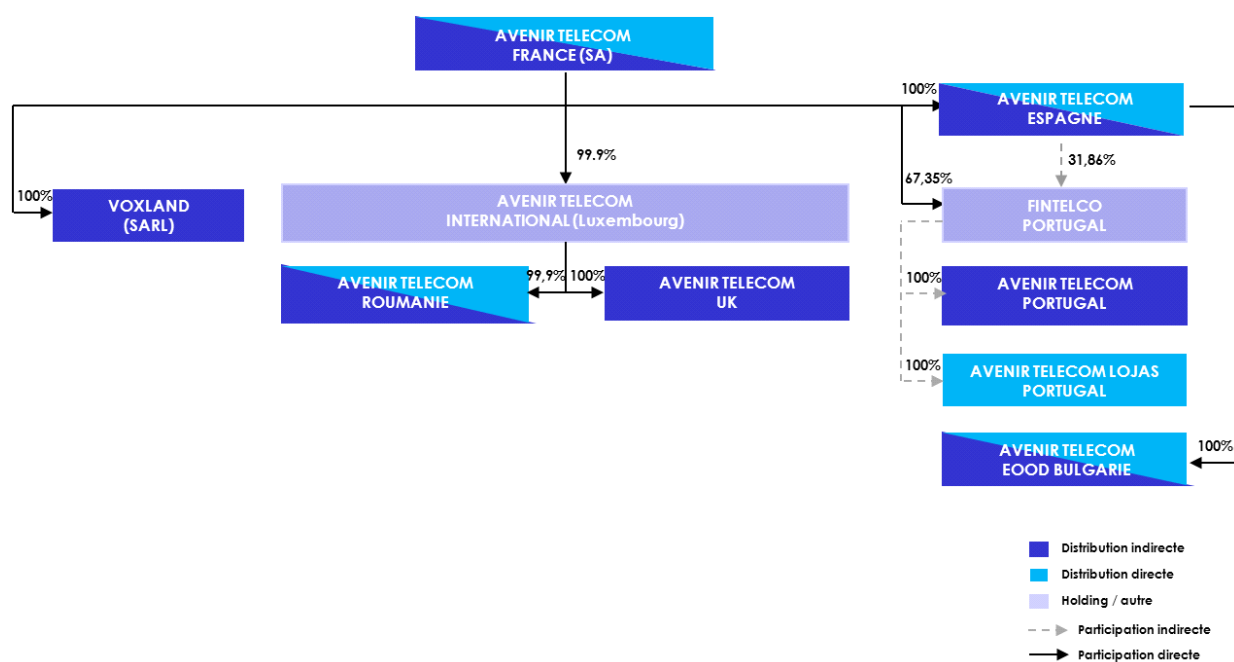 AVENIR TELECOM
FRANCE (SA)
100%
AVENIR TELECOM
ESPAGNE
99.9%
31,86%
67,35%
100%
VOXLAND
(SARL)
AVENIR TELECOM
INTERNATIONAL (Luxembourg)
FINTELCO
PORTUGAL
AVENIR TELECOM
ROUMANIE
99,9%
100%
AVENIR TELECOM
UK
100%
AVENIR TELECOM
PORTUGAL
100%
AVENIR TELECOM LOJAS
PORTUGAL
AVENIR TELECOM
EOOD BULGARIE
100%
Distribution indirecte
Distribution directe
Holding / autre
Participation indirecte
Participation directe